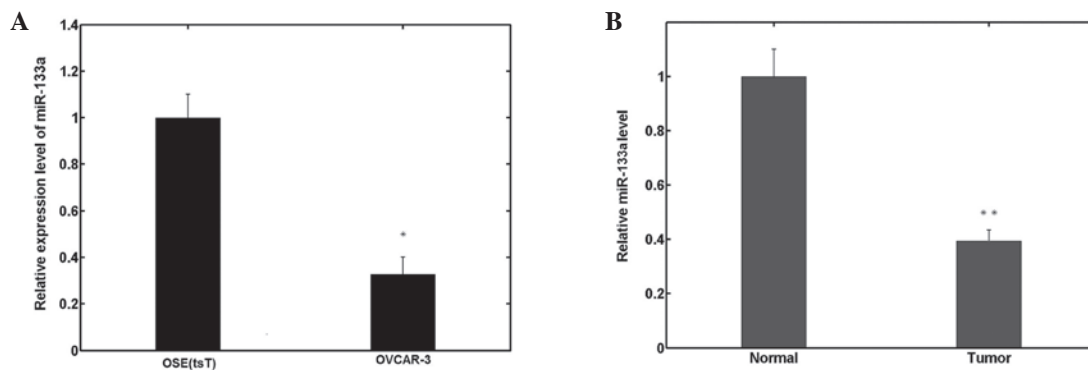 A
Relative expression level of miR-133a
1.4
1.2
1
0.8
0.6
0.4
0.2
0
*
OSE(tsT)
OVCAR-3
B
Relative miR-133alevel
1
0.8
0.6
0.4
0.2
0
**
Normal
Tumor